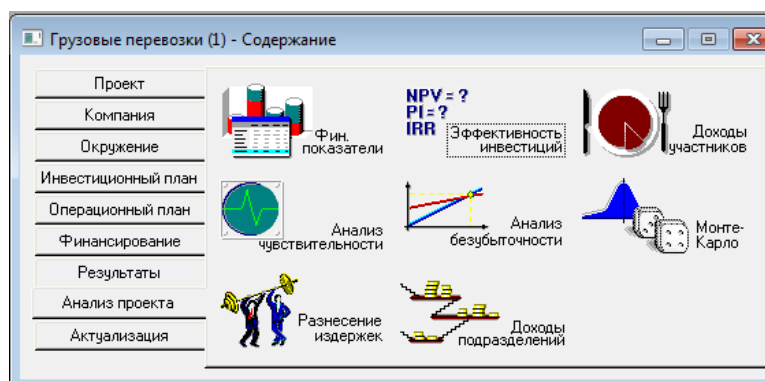 Грузовые перевозки (1) - Содержание
Проект
Компания
Окружение
Инвестиционный план
Операционный план
Финансирование
Результаты
Анализ проекта
Актуализация
Фин.
показатели
NPV = ?
PI = ?
IRR
Эффективность
инвестиций
Доходы
участников
Анализ
чувствительности
Анализ
безубыточности
Монте-
Карло
Разнесение
издержек
Доходы
подразделений